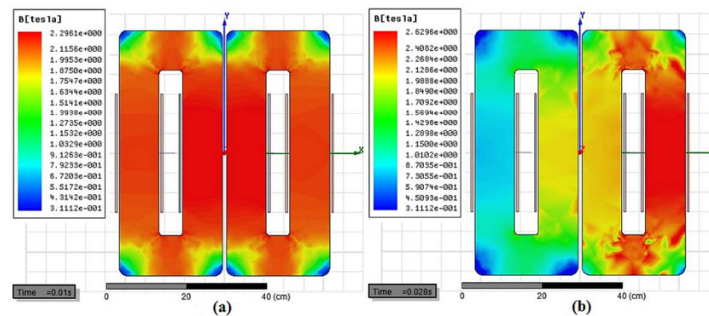 B[tesla]
2.2961e+000
2.1156e+000
1.9953e+000
1.8750e+000
1.7547e+000
1.6344e+000
1.5141e+000
1.3938e+000
1.2735e+000
1.1532e+000
1.0329e+000
9.1263e-001
7.9233e-001
6.7203e-001
5.5172e-001
4.3142e-001
3.1112e-001
Y
X
Time =0.01s
0 20 40 (cm)
(a)
B[tesla]
2.6296e+000
2.4082e+000
2.2684e+000
2.1286e+000
1.9888e+000
1.8490e+000
1.7092e+000
1.5694e+000
1.4296e+000
1.2898e+000
1.1500e+000
1.0102e+000
8.7035e-001
7.3055e-001
5.9074e-001
4.5093e-001
3.1112e-001
Y
X
Time =0.028s
0 20 40 (cm)
(b)